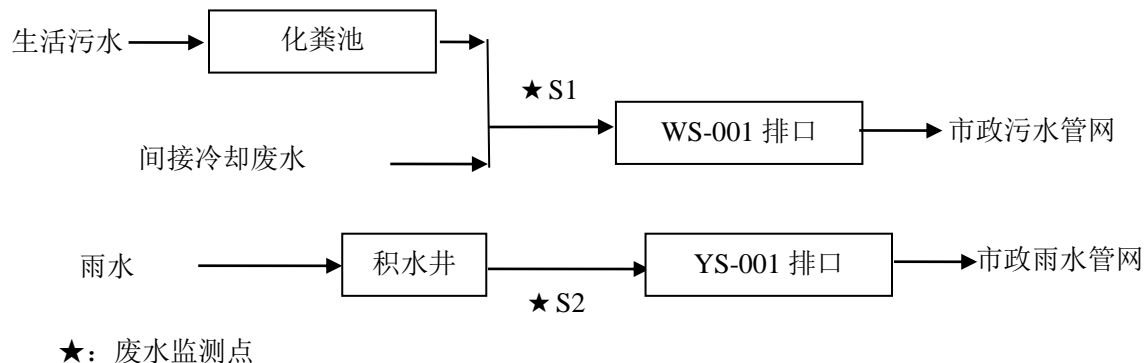 生活污水
化粪池
★ S1
WS-001 排口
市政污水管网
间接冷却废水
雨水
积水井
★ S2
YS-001 排口
市政雨水管网
★：废水监测点